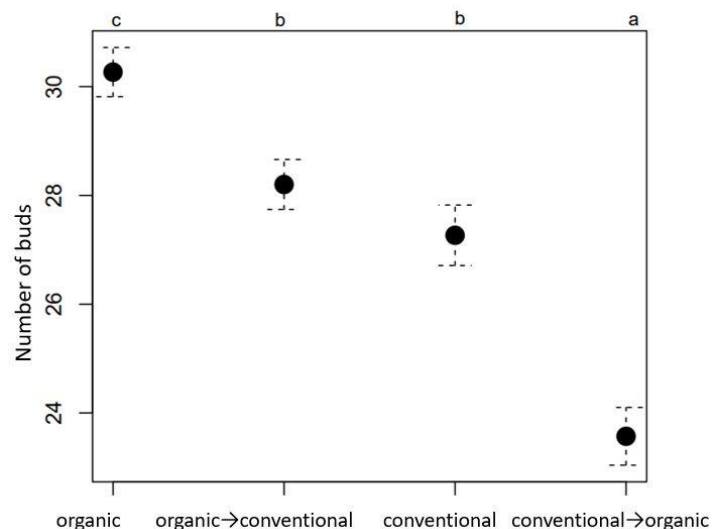 c b b a
30
28
26
24
Number of buds
organic organic→conventional conventional conventional→organic